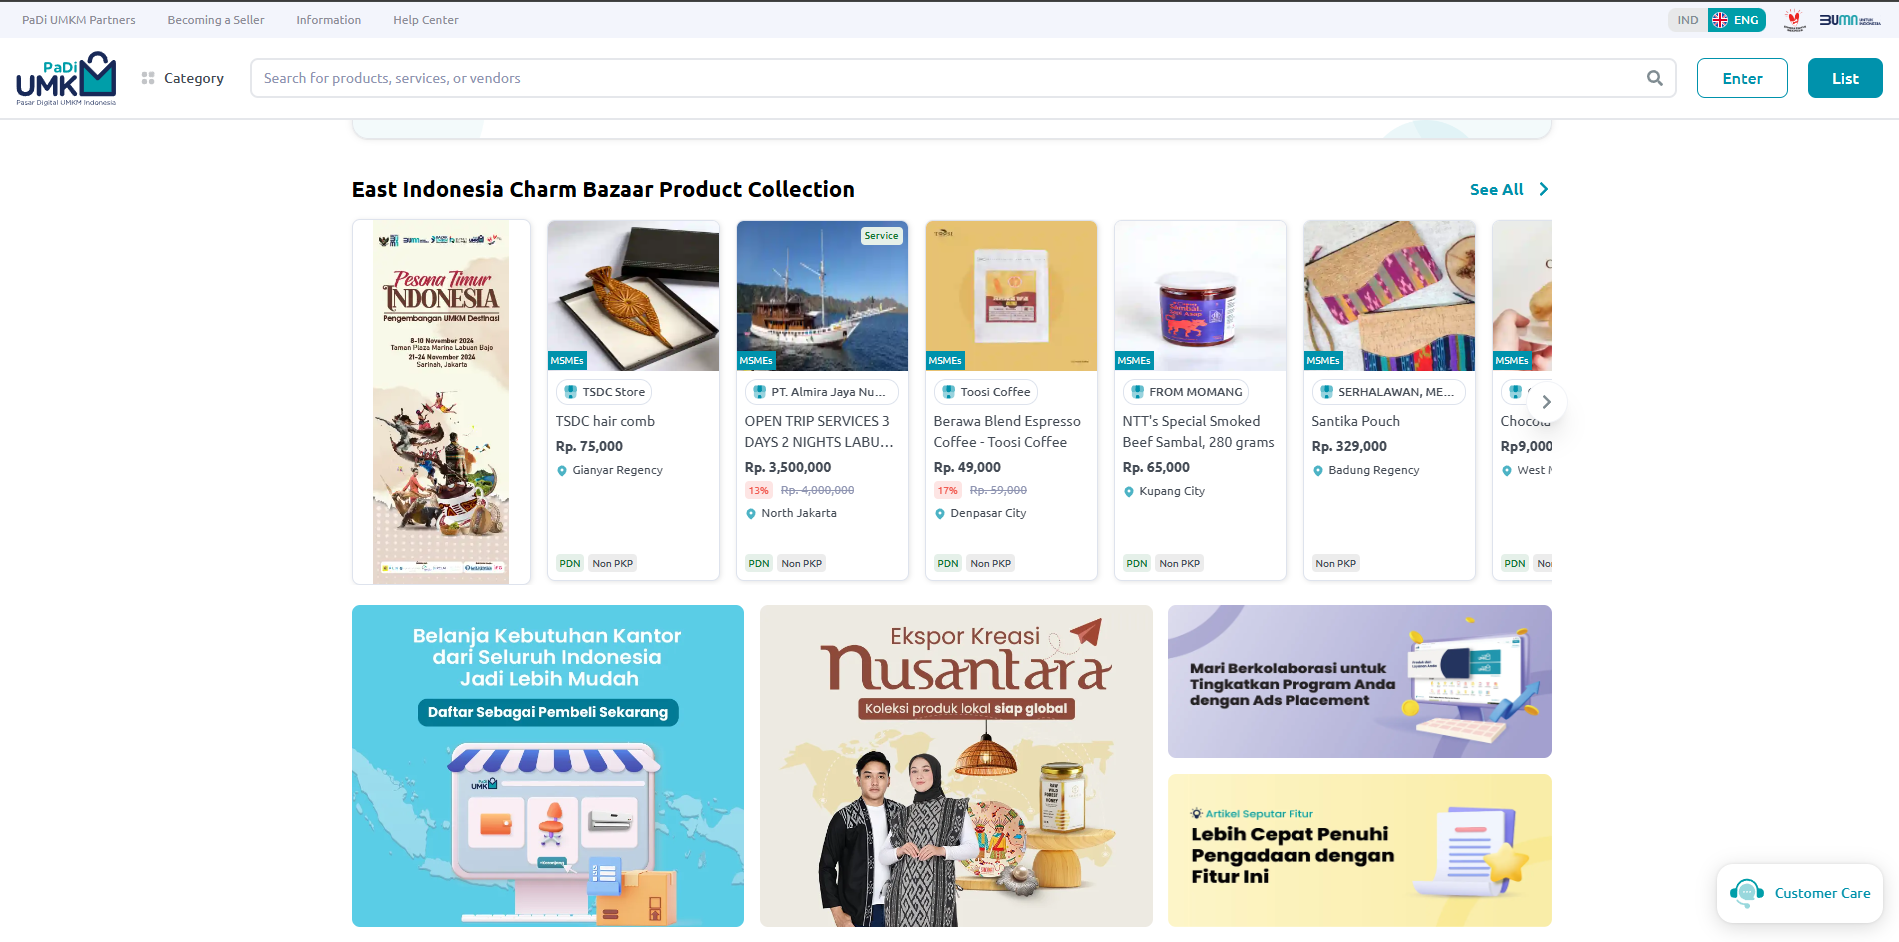 PaDi UMKM Partners
Becoming a Seller
Information
Help Center
IND
ENG
BUMN UNTUK INDONESIA
PaDi
UMKM
Pasar Digital UMKM Indonesia
Category
Search for products, services, or vendors
Enter
List
East Indonesia Charm Bazaar Product Collection
See All
Pesona Timur
INDONESIA
Pengembangan UMKM Destinasi
8-10 November 2024
Taman Plaza Marina Labuan Bajo
21-24 November 2024
Sarinah, Jakarta
MSMEs
TSDC Store
TSDC hair comb
Rp. 75,000
Gianyar Regency
PDN
Non PKP
Service
MSMEs
PT. Almira Jaya Nu...
OPEN TRIP SERVICES 3
DAYS 2 NIGHTS LABU...
Rp. 3,500,000
13%
Rp. 4,000,000
North Jakarta
PDN
Non PKP
MSMEs
Toosi Coffee
Berawa Blend Espresso
Coffee - Toosi Coffee
Rp. 49,000
17%
Rp. 59,000
Denpasar City
PDN
Non PKP
MSMEs
FROM MOMANG
NTT's Special Smoked
Beef Sambal, 280 grams
Rp. 65,000
Kupang City
PDN
Non PKP
MSMEs
SERHALAWAN, ME...
Santika Pouch
Rp. 329,000
Badung Regency
Non PKP
MSMEs
Rp9,000
West
PDN
Belanja Kebutuhan Kantor
dari Seluruh Indonesia
Jadi Lebih Mudah
Daftar Sebagai Pembeli Sekarang
PaDi
UMKM
Ekspor Kreasi
Nusantara
Koleksi produk lokal siap global
Mari Berkolaborasi untuk
Tingkatkan Program Anda
dengan Ads Placement
Artikel Seputar Fitur
Lebih Cepat Penuhi
Pengadaan dengan
Fitur Ini
Customer Care